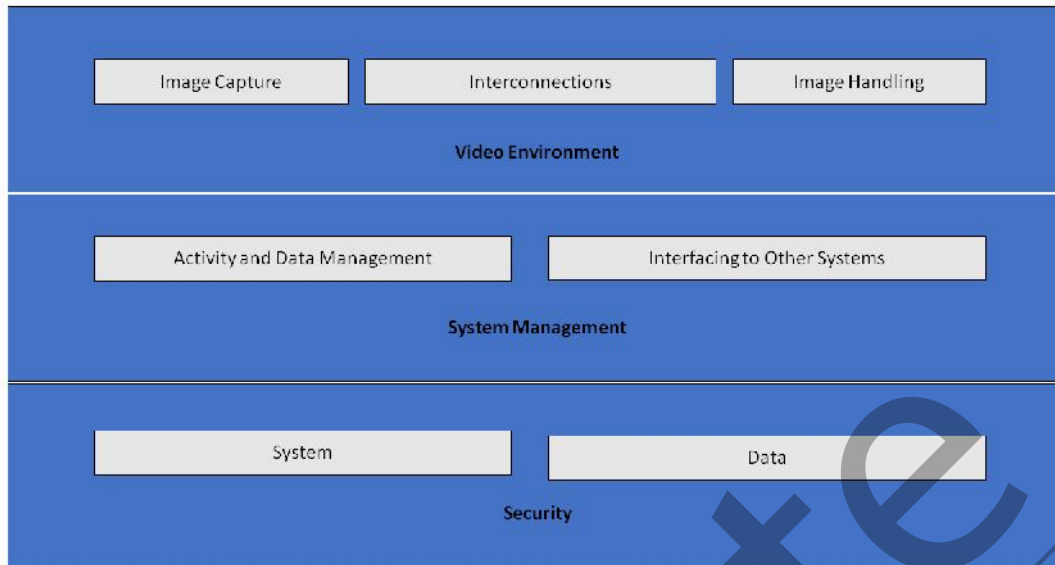 Image Capture
Interconnections
Image Handling
Video Environment
Activity and Data Management
Interfacing to Other Systems
System Management
System
Data
Security